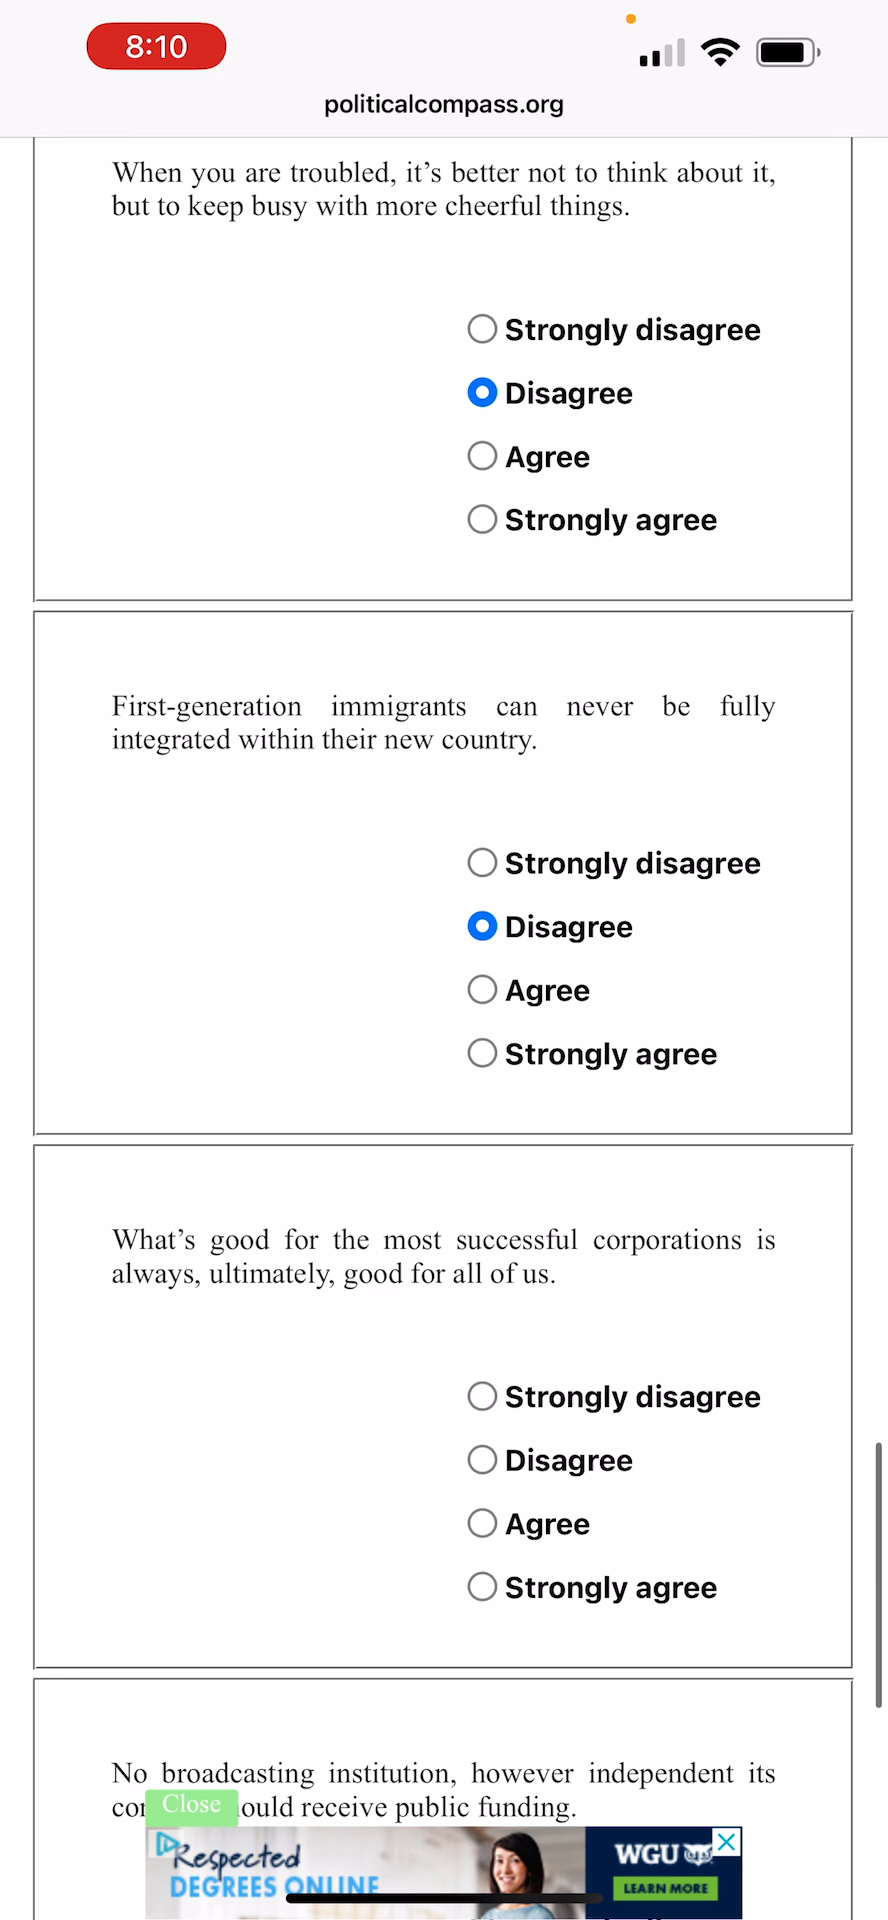 8:10
politicalcompass.org
When you are troubled, it's better not to think about it,
but to keep busy with more cheerful things.
Strongly disagree
Disagree
Agree
Strongly agree
First-generation immigrants can never be fully
integrated within their new country.
Strongly disagree
Disagree
Agree
Strongly agree
What's good for the most successful corporations is
always, ultimately, good for all of us.
Strongly disagree
Disagree
Agree
Strongly agree
No broadcasting institution, however independent its
Close
receive public funding.
Respected
DEGREES ONLINE
WGU
LEARN MORE